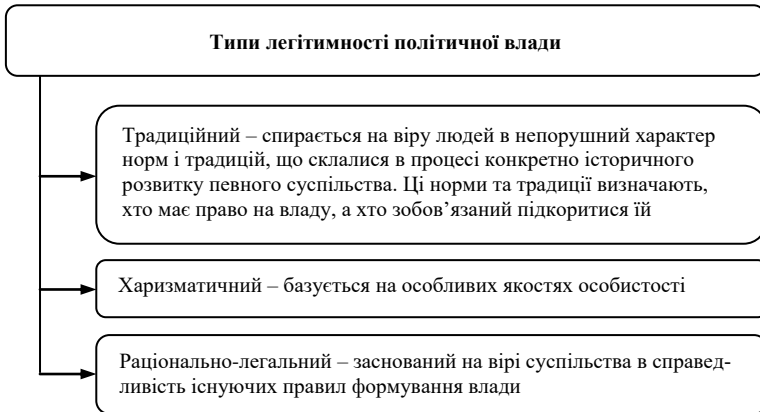 Типи легітимності політичної влади
Традиційний – спирається на віру людей в непорушний характер
норм і традицій, що склалися в процесі конкретно історичного
розвитку певного суспільства. Ці норми та традиції визначають,
хто має право на владу, а хто зобов’язаний підкоритися їй
Харизматичний – базується на особливих якостях особистості
Раціонально-легальний – заснований на вірі суспільства в справед-
ливість існуючих правил формування влади